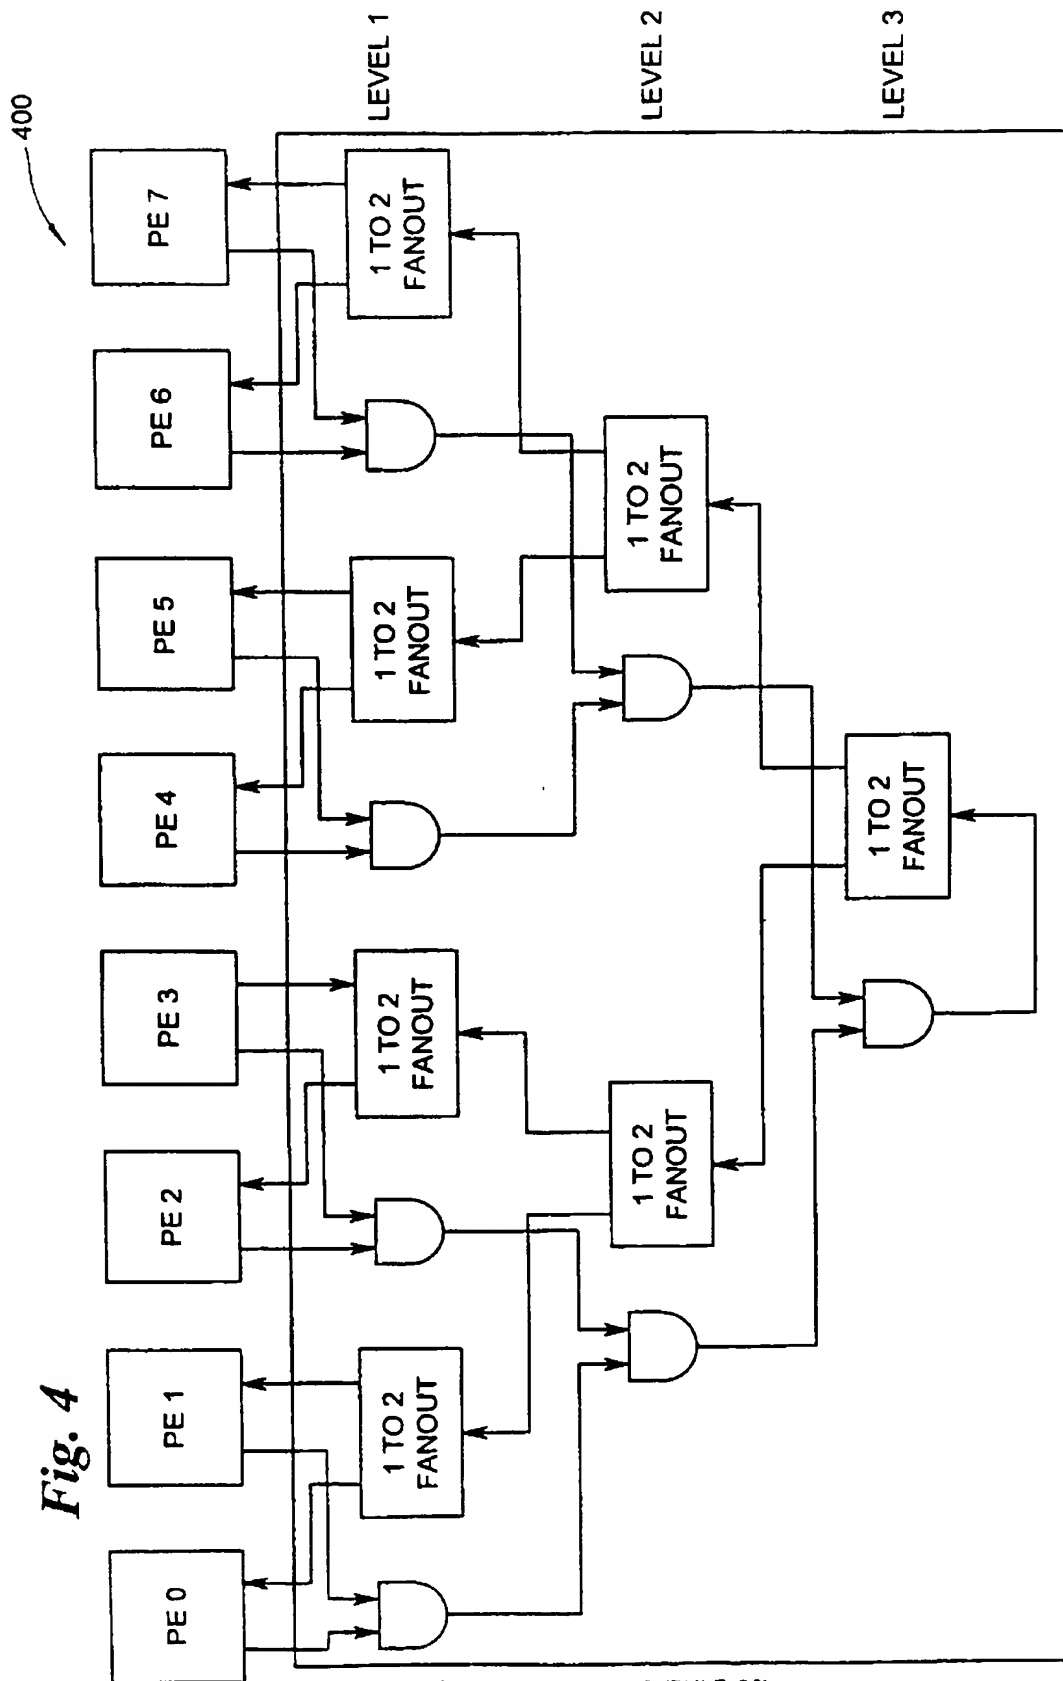 Fig. 4
400
PE 0
PE 1
PE 2
PE 3
PE 4
PE 5
PE 6
PE 7
LEVEL 1
1 TO 2
FANOUT
1 TO 2
FANOUT
1 TO 2
FANOUT
1 TO 2
FANOUT
LEVEL 2
1 TO 2
FANOUT
1 TO 2
FANOUT
LEVEL 3
1 TO 2
FANOUT